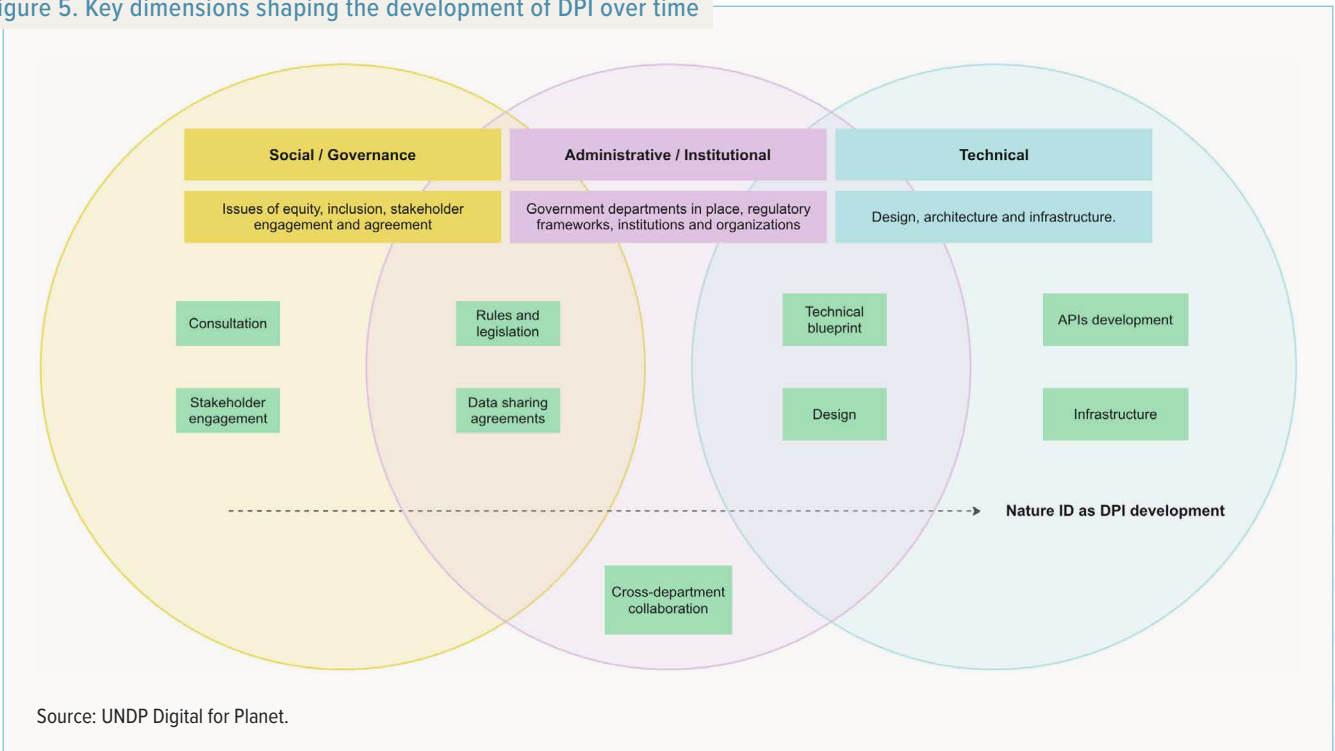 igure 5. Key dimensions shaping the development of DPI over time
Social / Governance
Administrative / Institutional
Technical
Issues of equity, inclusion, stakeholder
engagement and agreement
Government departments in place, regulatory
frameworks, institutions and organizations
Design, architecture and infrastructure.
Consultation
Rules and
legislation
Technical
blueprint
APIs development
Stakeholder
engagement
Data sharing
agreements
Design
Infrastructure
Nature ID as DPI development
Cross-department
collaboration
Source: UNDP Digital for Planet.